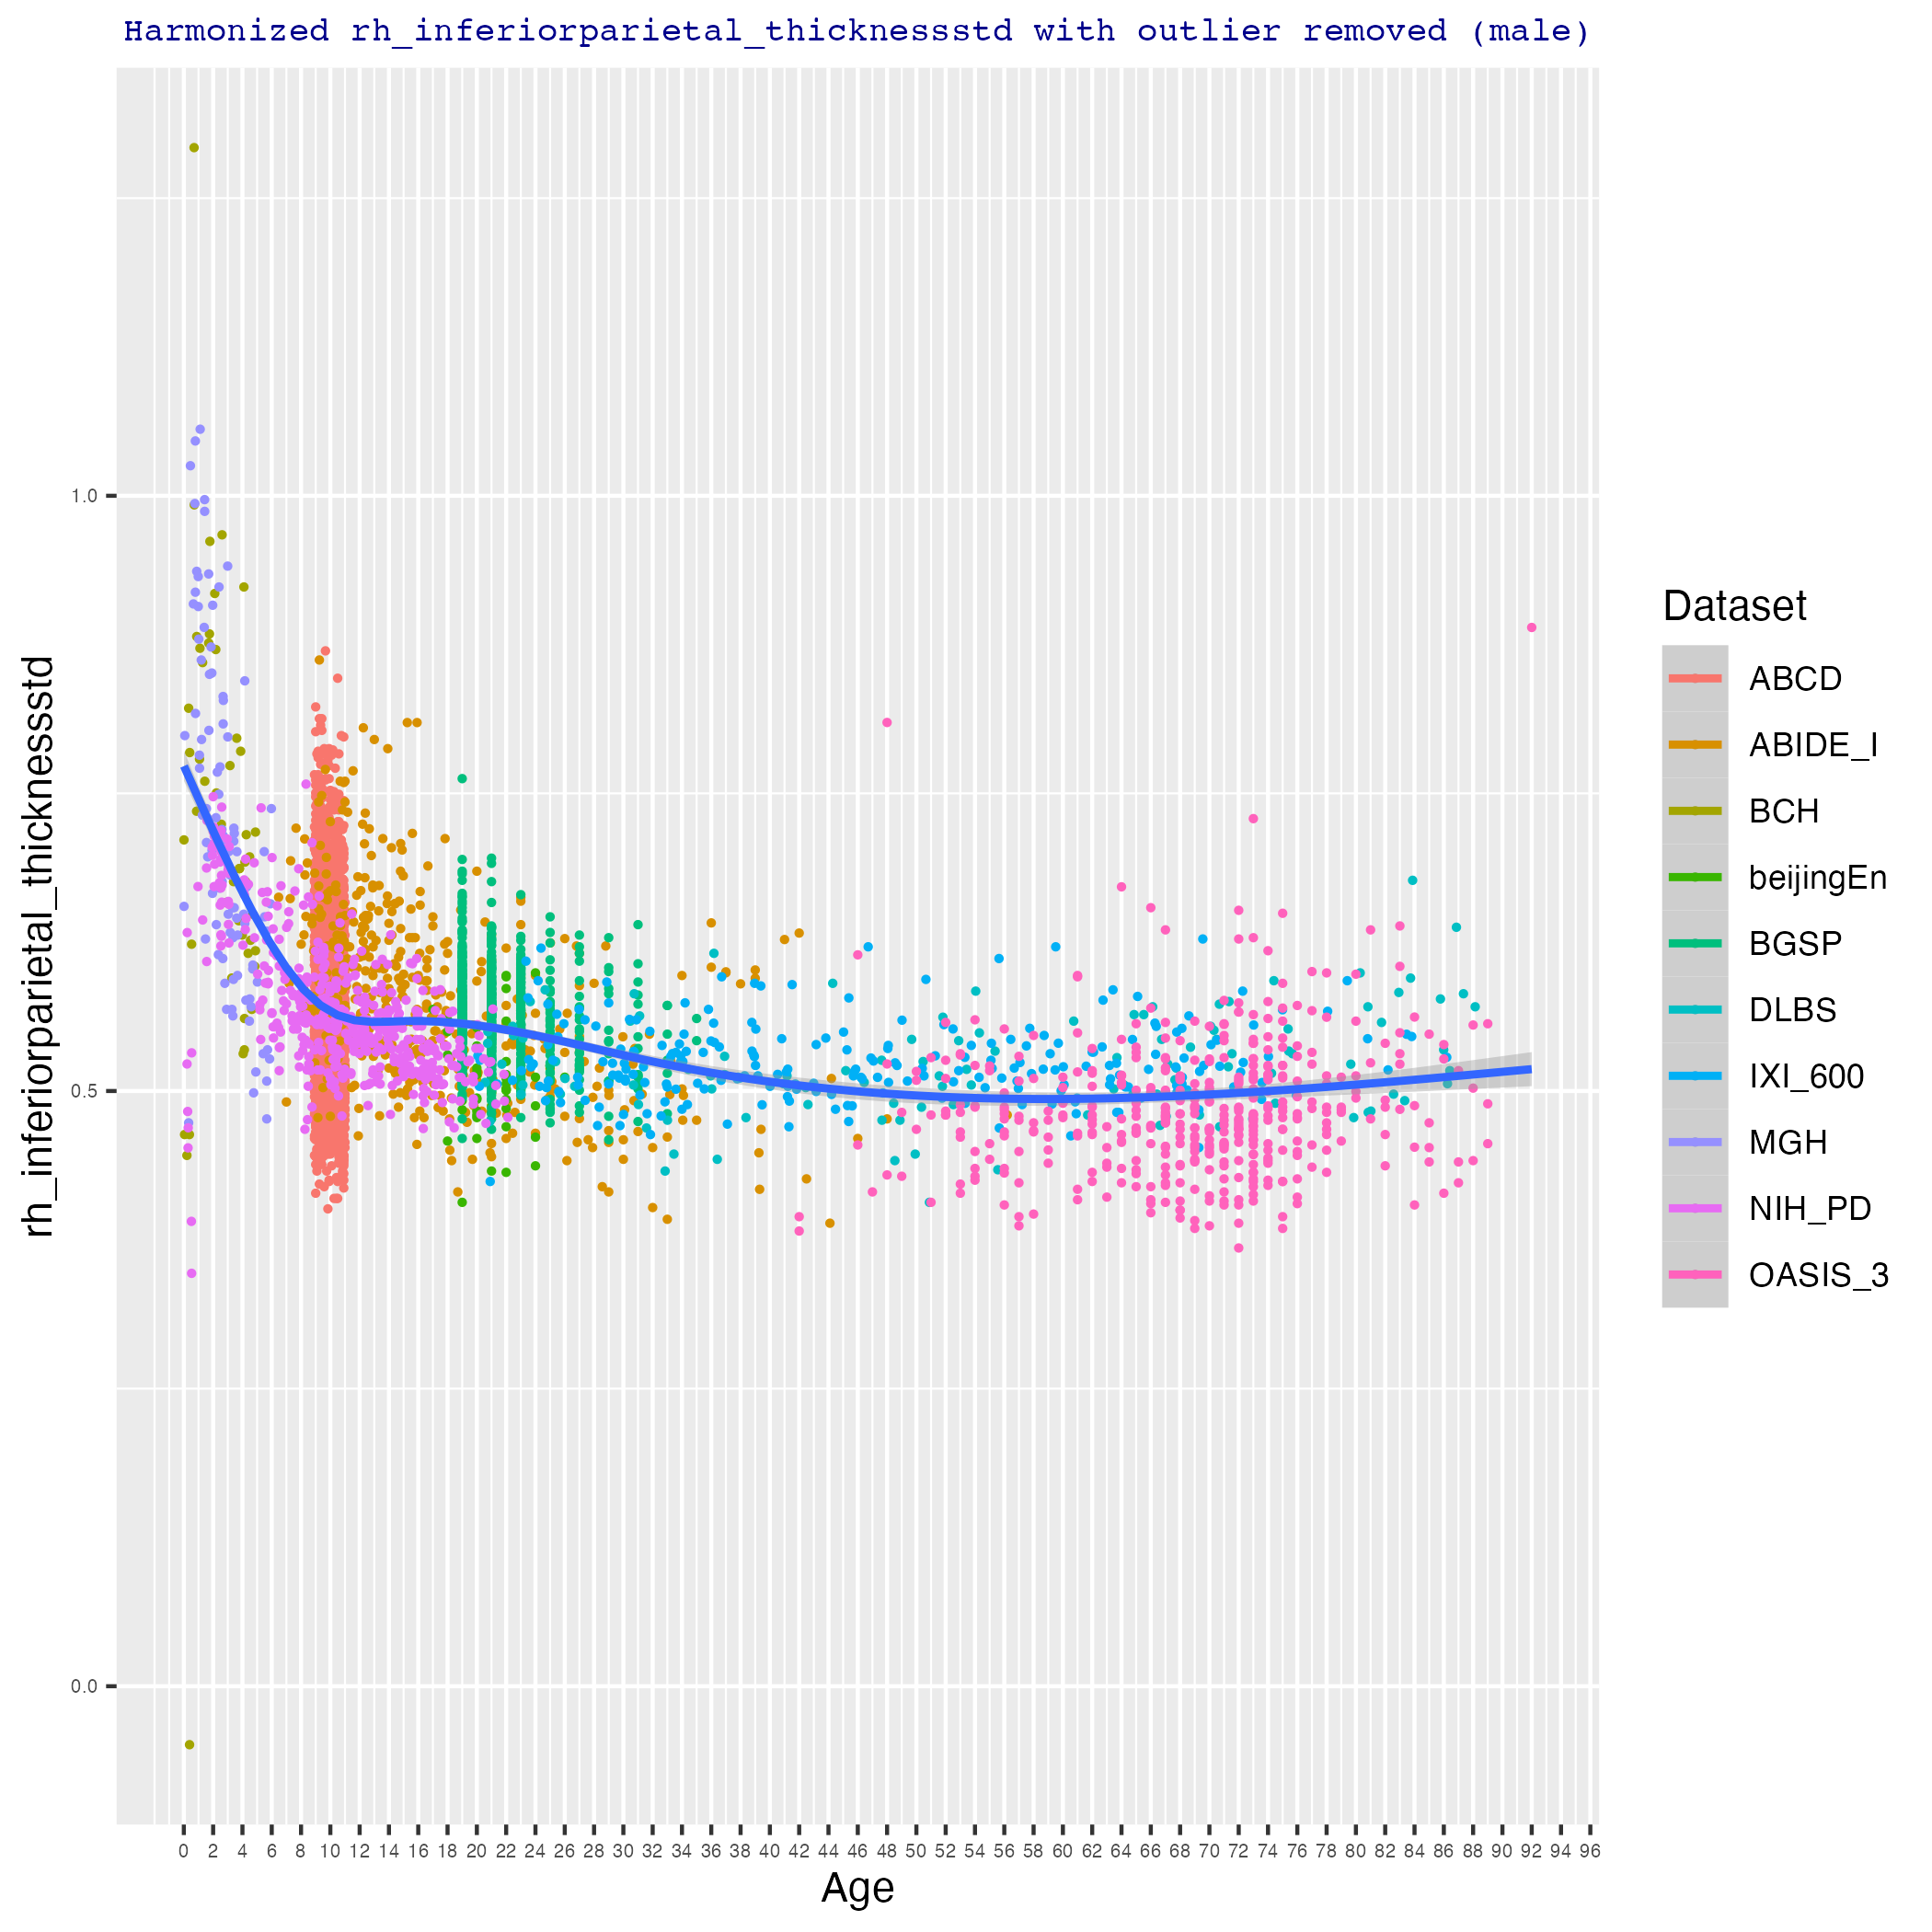 Harmonized rh_inferiorparietal_thicknessstd with outlier removed (male)
rh_inferiorparietal_thicknessstd
1.0
0.5
0.0
0 2 4 6 8 10 12 14 16 18 20 22 24 26 28 30 32 34 36 38 40 42 44 46 48 50 52 54 56 58 60 62 64 66 68 70 72 74 76 78 80 82 84 86 88 90 92 94 96
Age
Dataset
ABCD
ABIDE_I
BCH
beijingEn
BGSP
DLBS
IXI_600
MGH
NIH_PD
OASIS_3